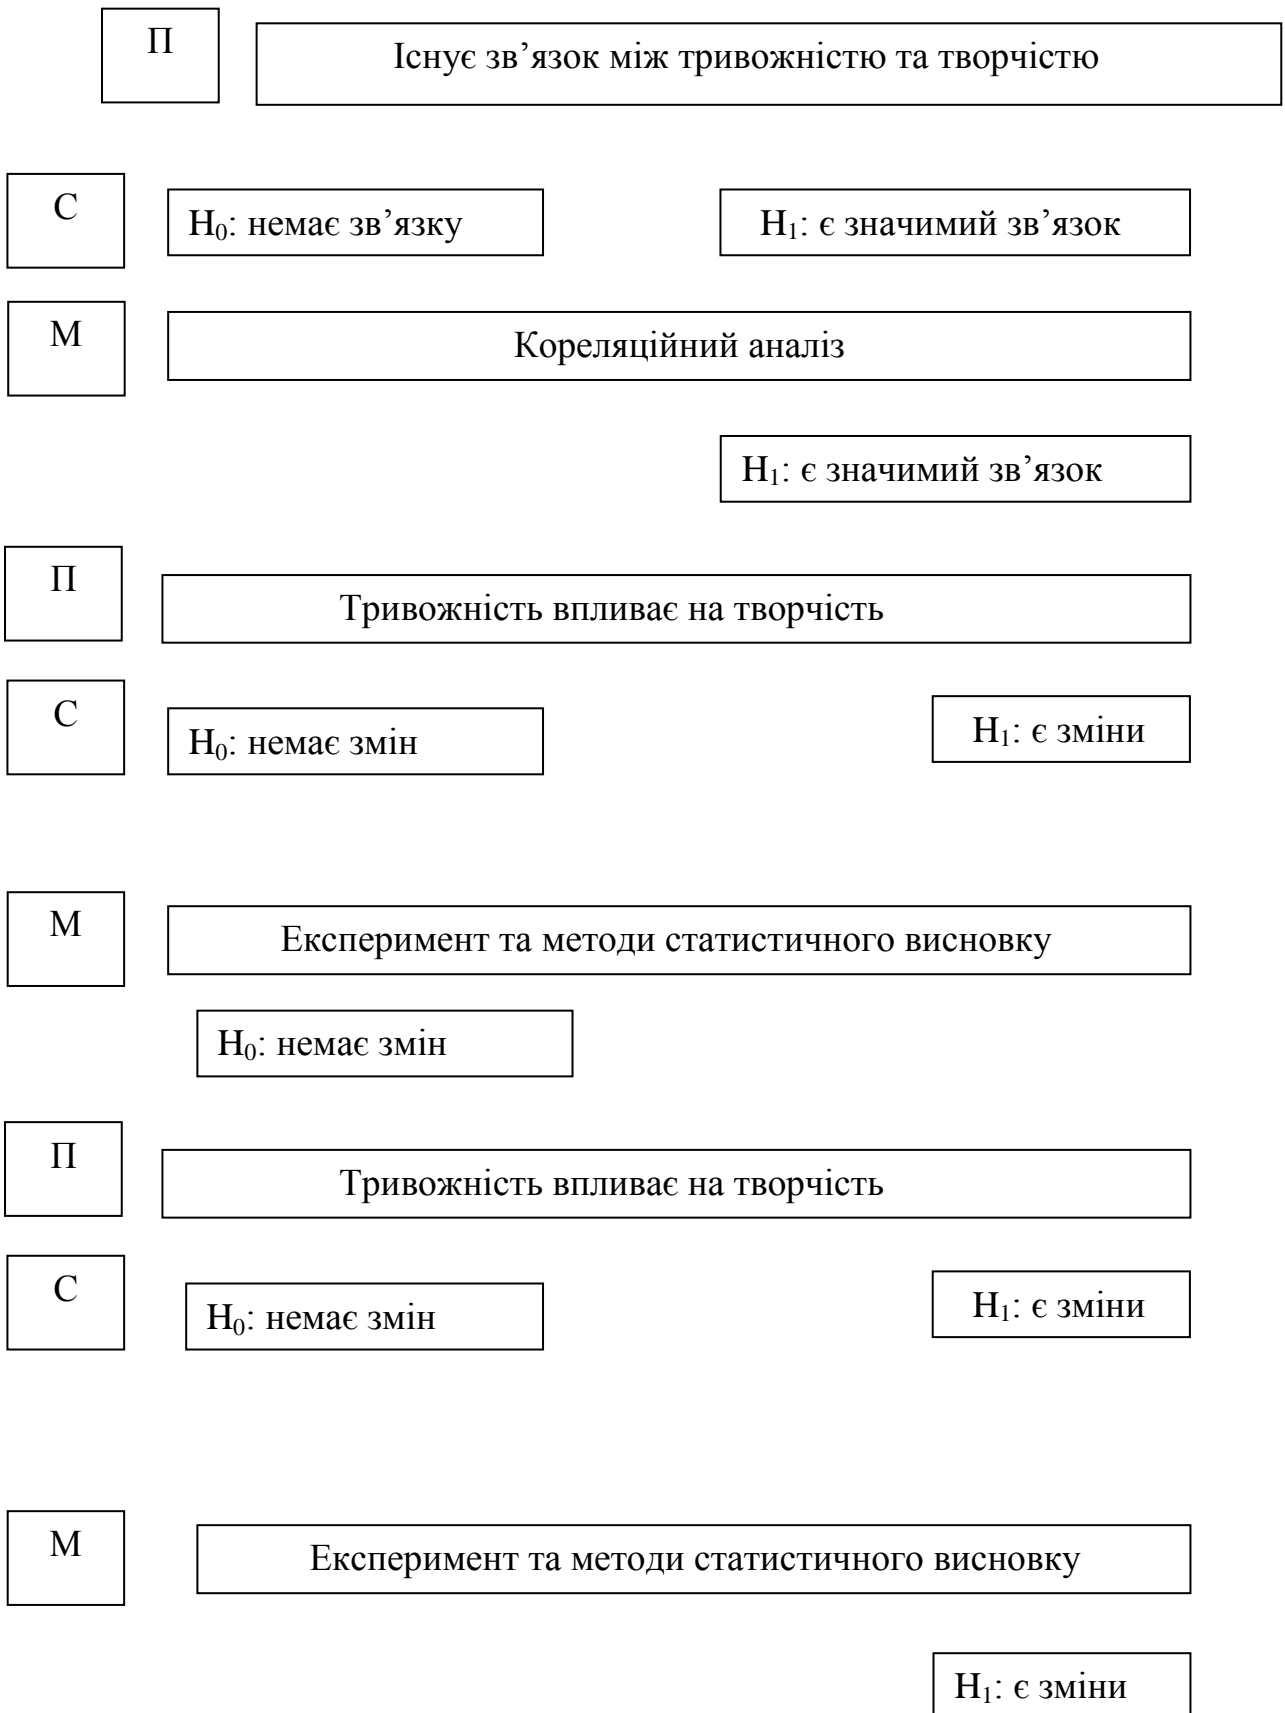 П
Існує зв’язок між тривожністю та творчістю
С
H₀: немає зв’язку
H₁: є значимий зв’язок
М
Кореляційний аналіз
H₁: є значимий зв’язок
П
Тривожність впливає на творчість
С
H₀: немає змін
H₁: є зміни
М
Експеримент та методи статистичного висновку
H₀: немає змін
П
Тривожність впливає на творчість
С
H₀: немає змін
H₁: є зміни
М
Експеримент та методи статистичного висновку
H₁: є зміни